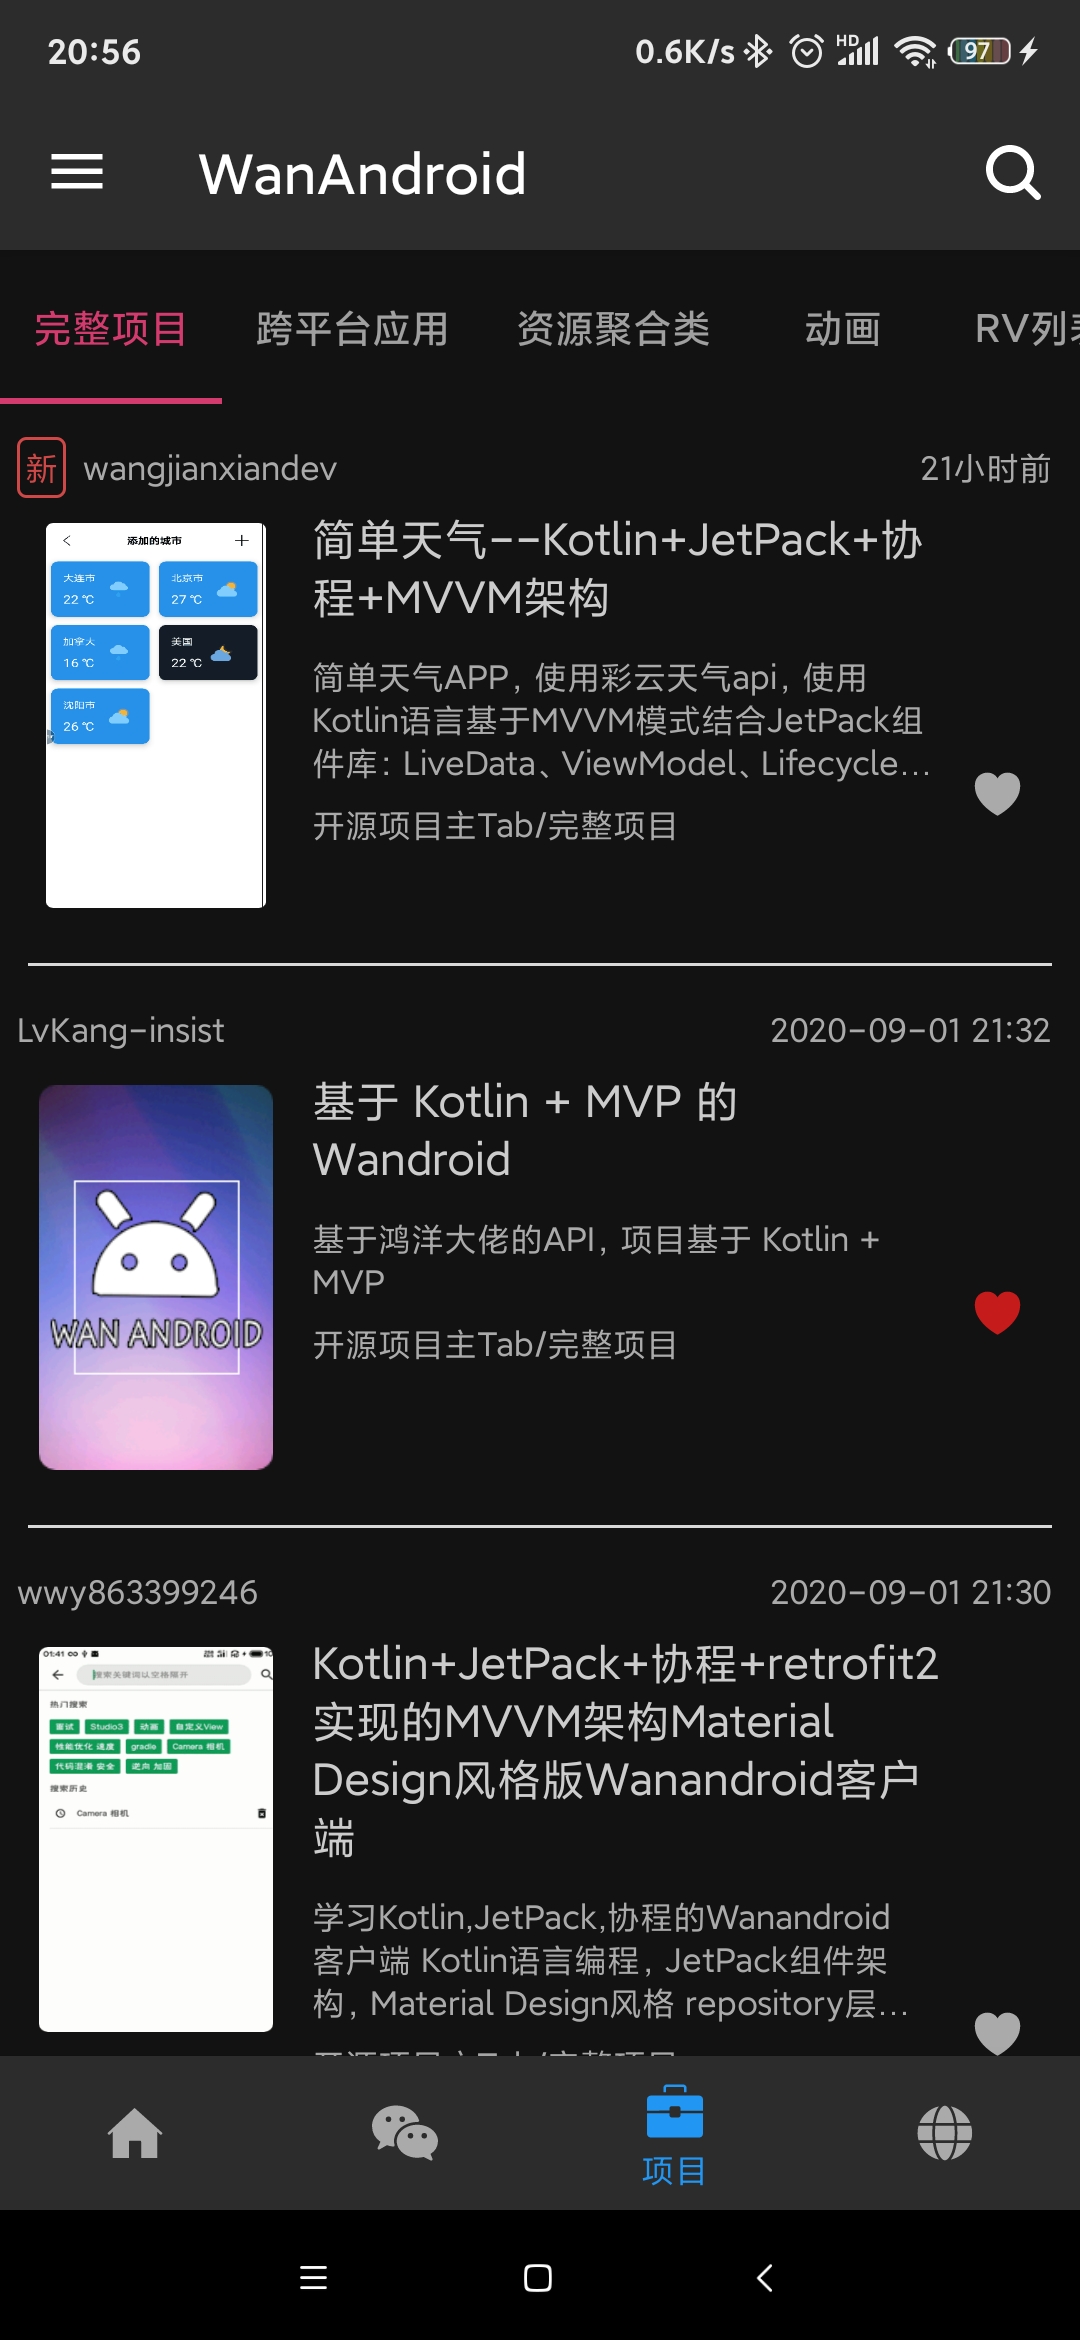 20:56
0.6K/s HD 97
WanAndroid
完整项目 跨平台应用 资源聚合类 动画 RV列
新 wangjianxiandev 21小时前
添加的城市
大连市 北京市
22 ℃ 27 ℃
加拿大 美国
16 ℃ 22 ℃
沈阳市
26 ℃
简单天气--Kotlin+JetPack+协
程+MVVM架构
简单天气APP，使用彩云天气api，使用
Kotlin语言基于MVVM模式结合JetPack组
件库：LiveData、ViewModel、Lifecycle...
开源项目主Tab/完整项目
LvKang-insist 2020-09-01 21:32
WAN ANDROID
基于 Kotlin + MVP 的
Wandroid
基于鸿洋大佬的API，项目基于 Kotlin +
MVP
开源项目主Tab/完整项目
wwy863399246 2020-09-01 21:30
01:41
搜索关键词以空格隔开
热门搜索
面试 Studio3 动画 自定义View
性能优化 速度 gradle Camera 相机
代码混淆 安全 逆向 加固
搜索历史
Camera 相机
Kotlin+JetPack+协程+retrofit2
实现的MVVM架构Material
Design风格版Wanandroid客户
端
学习Kotlin,JetPack,协程的Wanandroid
客户端 Kotlin语言编程，JetPack组件架
构，Material Design风格 repository层...
项目